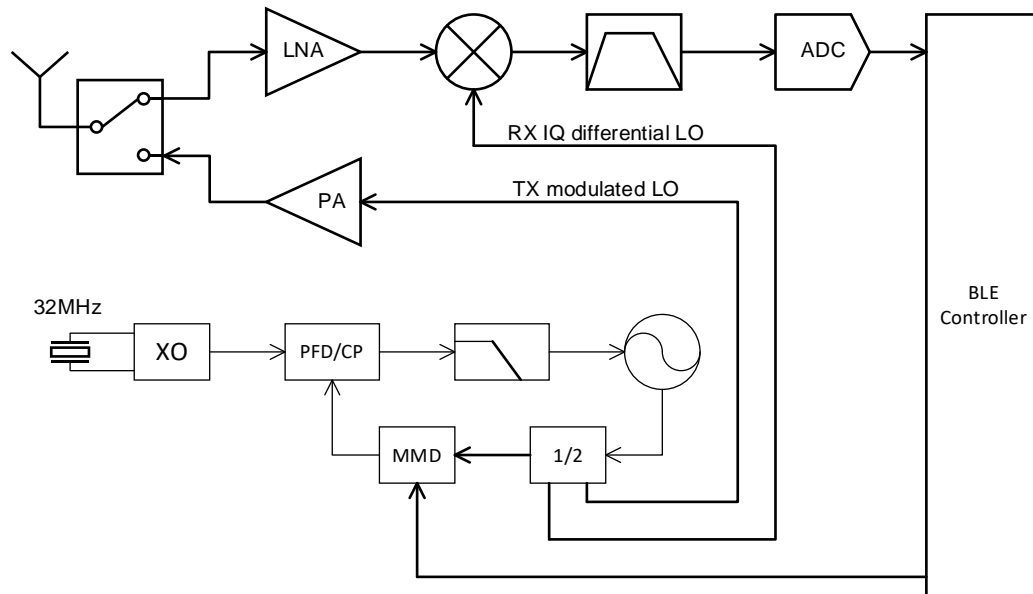 LNA
ADC
RX IQ differential LO
TX modulated LO
PA
32MHz
BLE
Controller
XO
PFD/CP
MMD
1/2